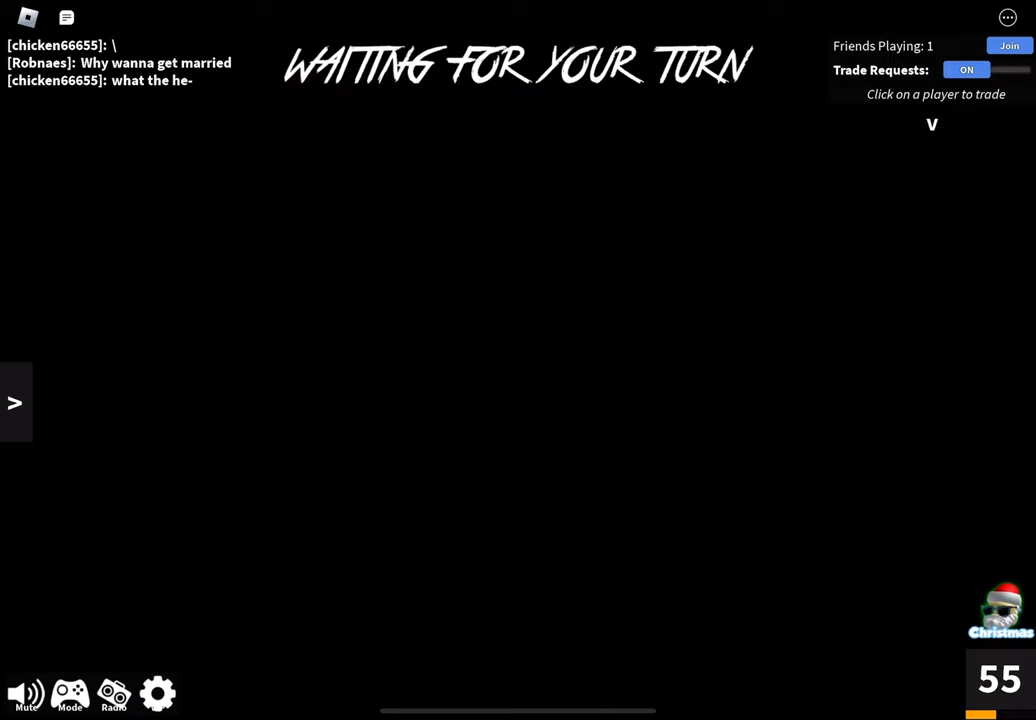 [chicken66655]: \
[Robnaes]: Why wanna get married
[chicken66655]: what the he-
WAITING FOR YOUR TURN
Friends Playing: 1 Join
Trade Requests: ON
Click on a player to trade
v
>
Christmas
55
Mute Mode Radio